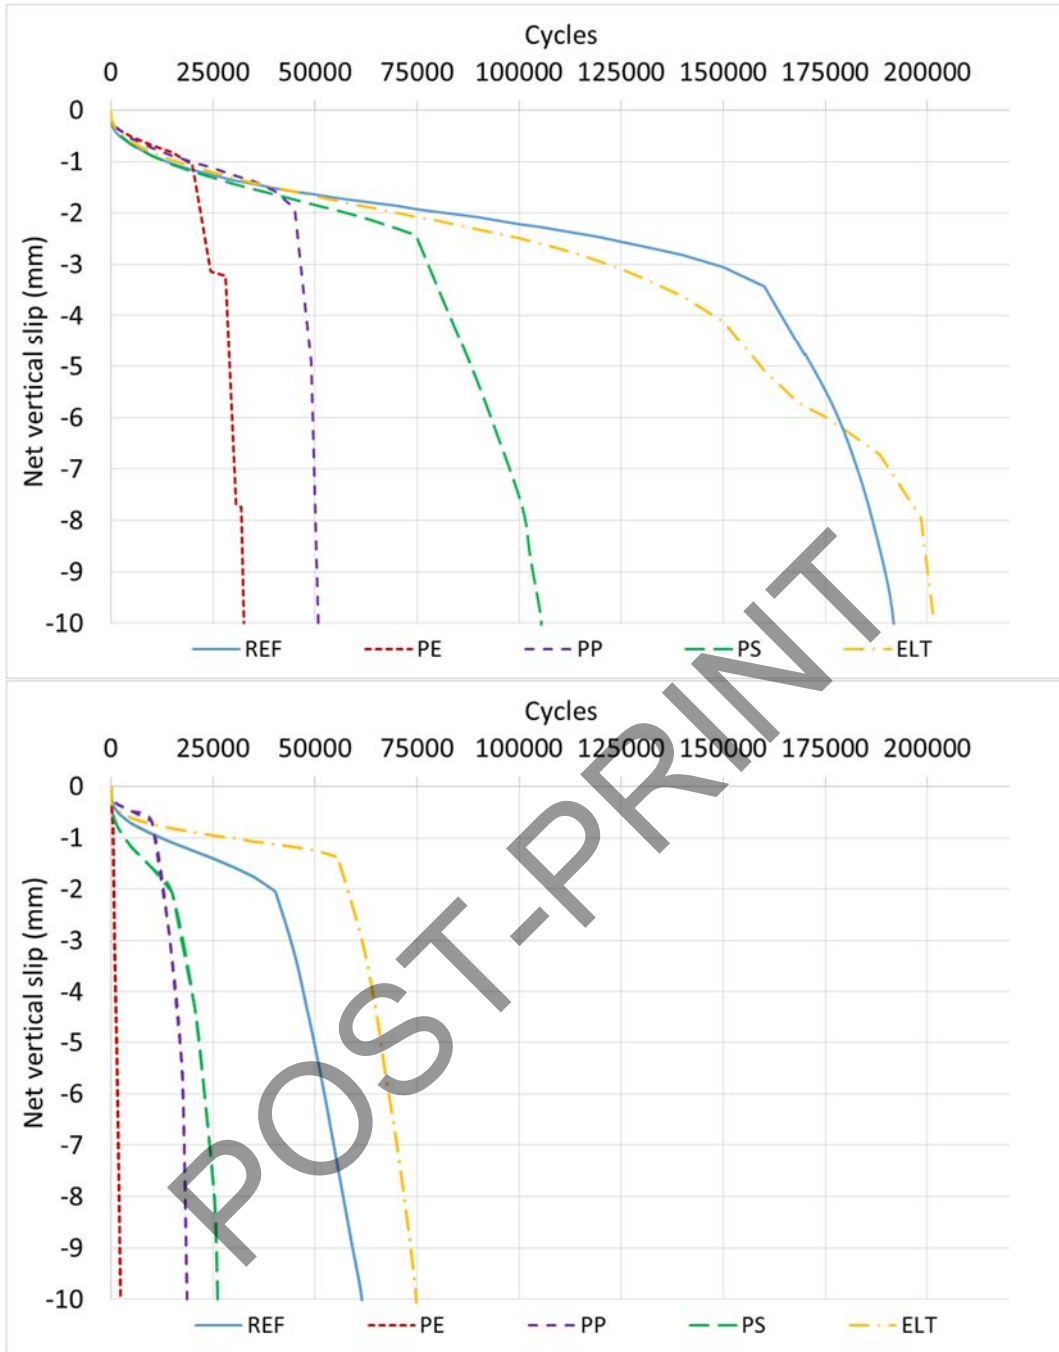 Cycles
0 25000 50000 75000 100000 125000 150000 175000 200000
0
-1
-2
-3
-4
-5
-6
-7
-8
-9
-10
Net vertical slip (mm)
REF PE PP PS ELT
Cycles
0 25000 50000 75000 100000 125000 150000 175000 200000
0
-1
-2
-3
-4
-5
-6
-7
-8
-9
-10
Net vertical slip (mm)
REF PE PP PS ELT
POST-PRINT